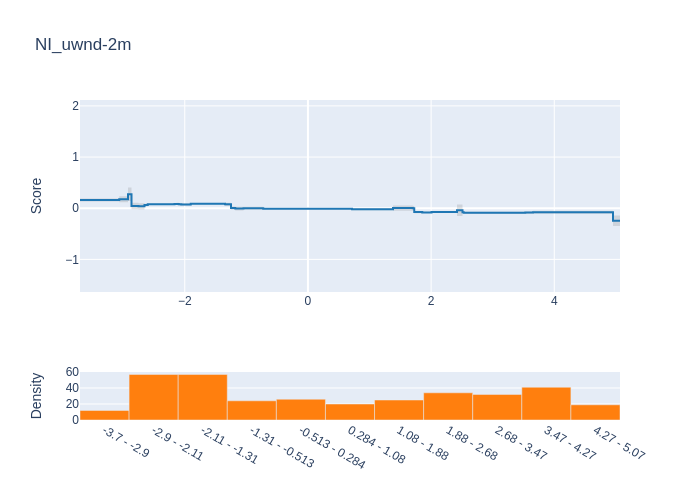 NI_uwnd-2m
Score
2
1
0
−1
−2
0
2
4
Density
60
40
20
0
-3.7 - -2.9
-2.9 - -2.11
-2.11 - -1.31
-1.31 - -0.513
-0.513 - 0.284
0.284 - 1.08
1.08 - 1.88
1.88 - 2.68
2.68 - 3.47
3.47 - 4.27
4.27 - 5.07